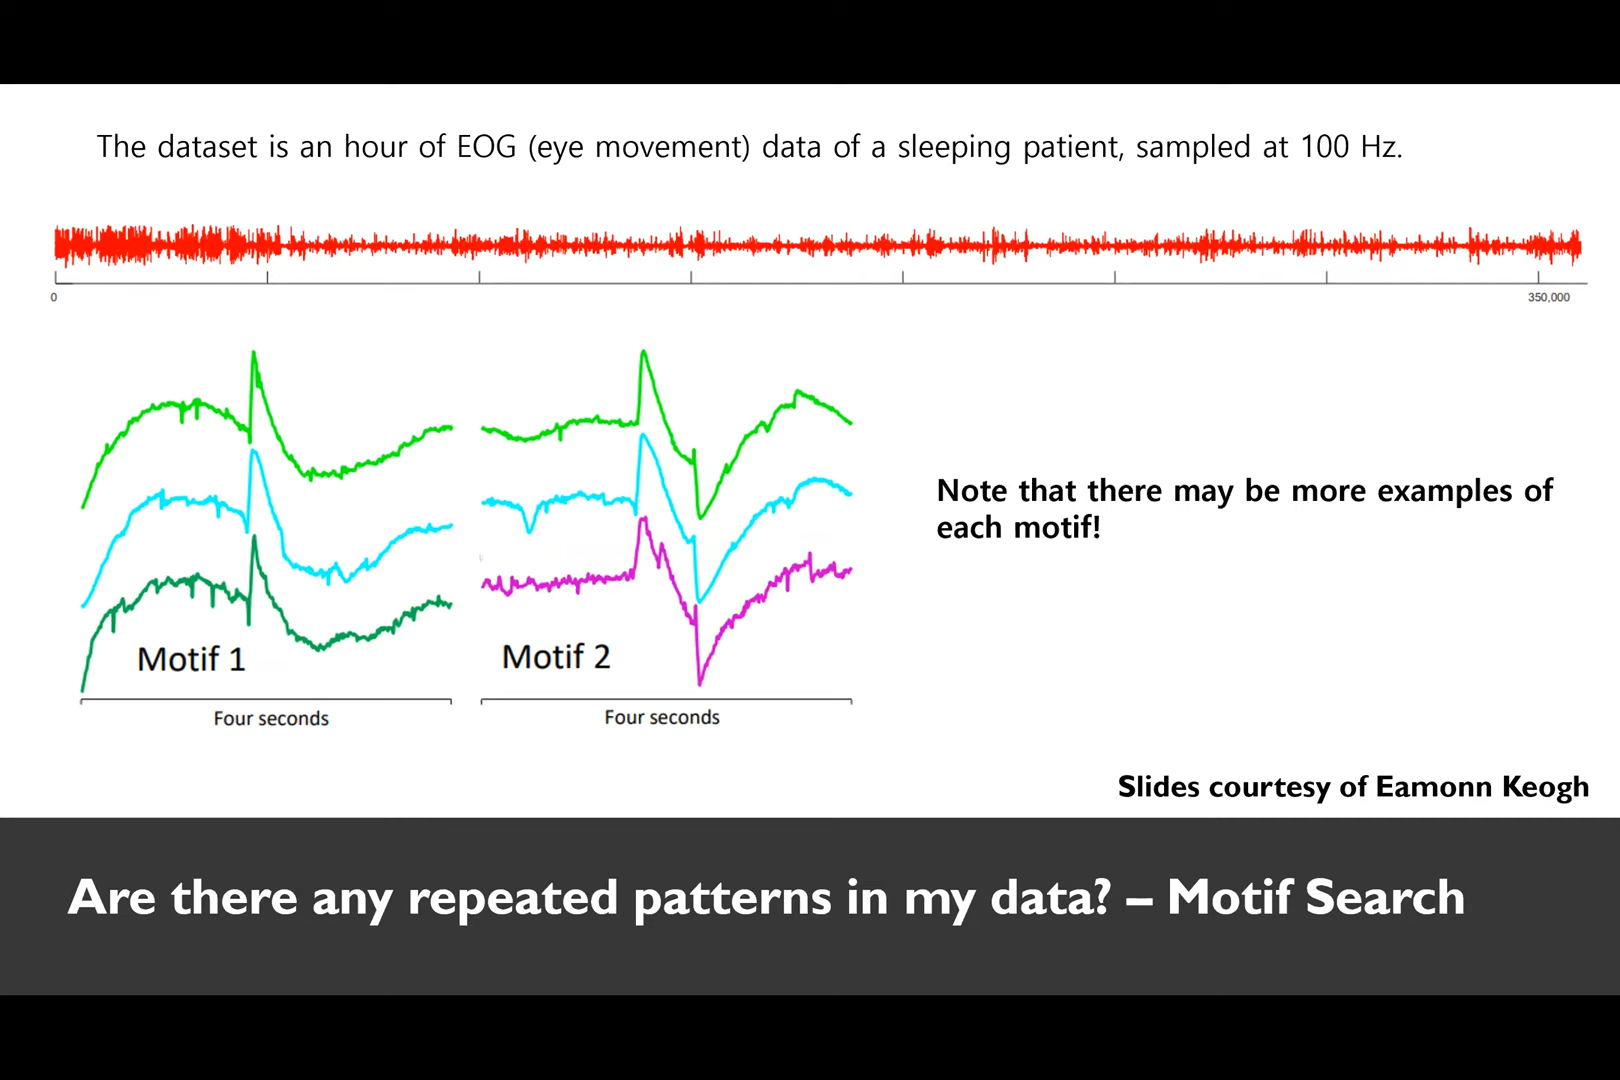 The dataset is an hour of EOG (eye movement) data of a sleeping patient, sampled at 100 Hz.
0
350,000
Note that there may be more examples of
each motif!
Motif 1
Motif 2
Four seconds
Four seconds
Slides courtesy of Eamonn Keogh
Are there any repeated patterns in my data? – Motif Search